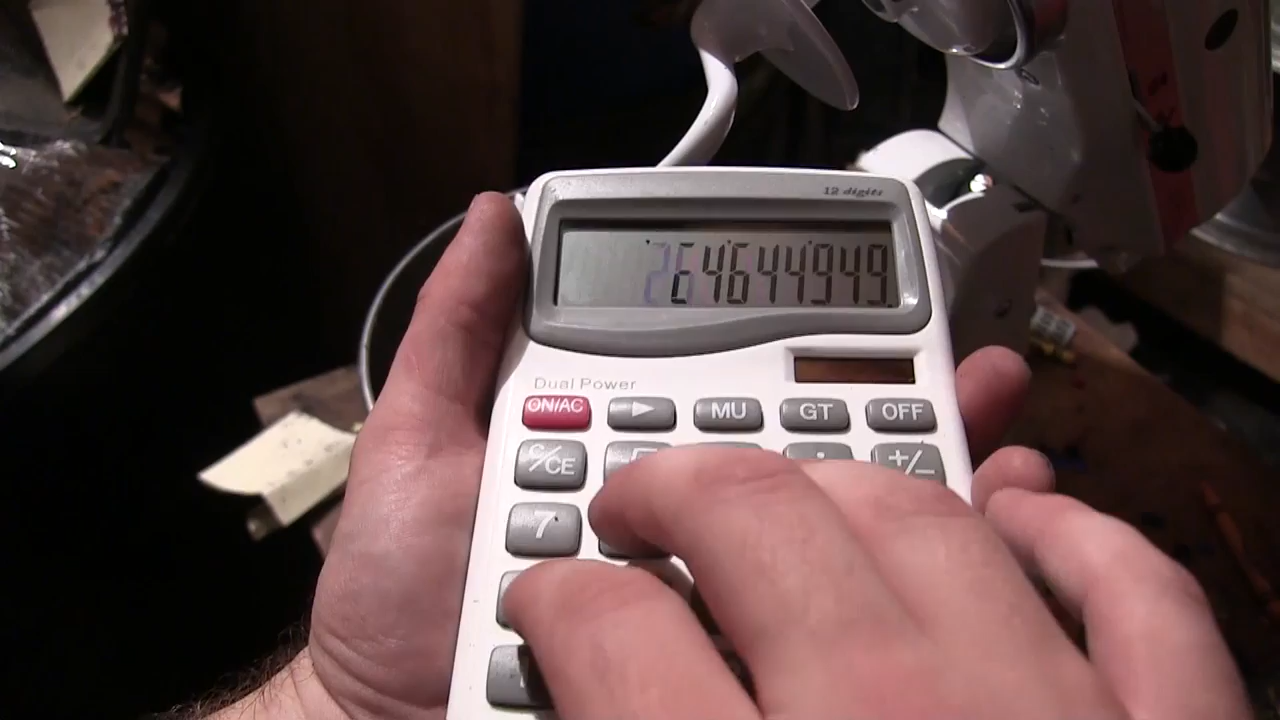 12 digits
264644949.
Dual Power
ON/AC ► MU GT OFF
C/CE +/−
7